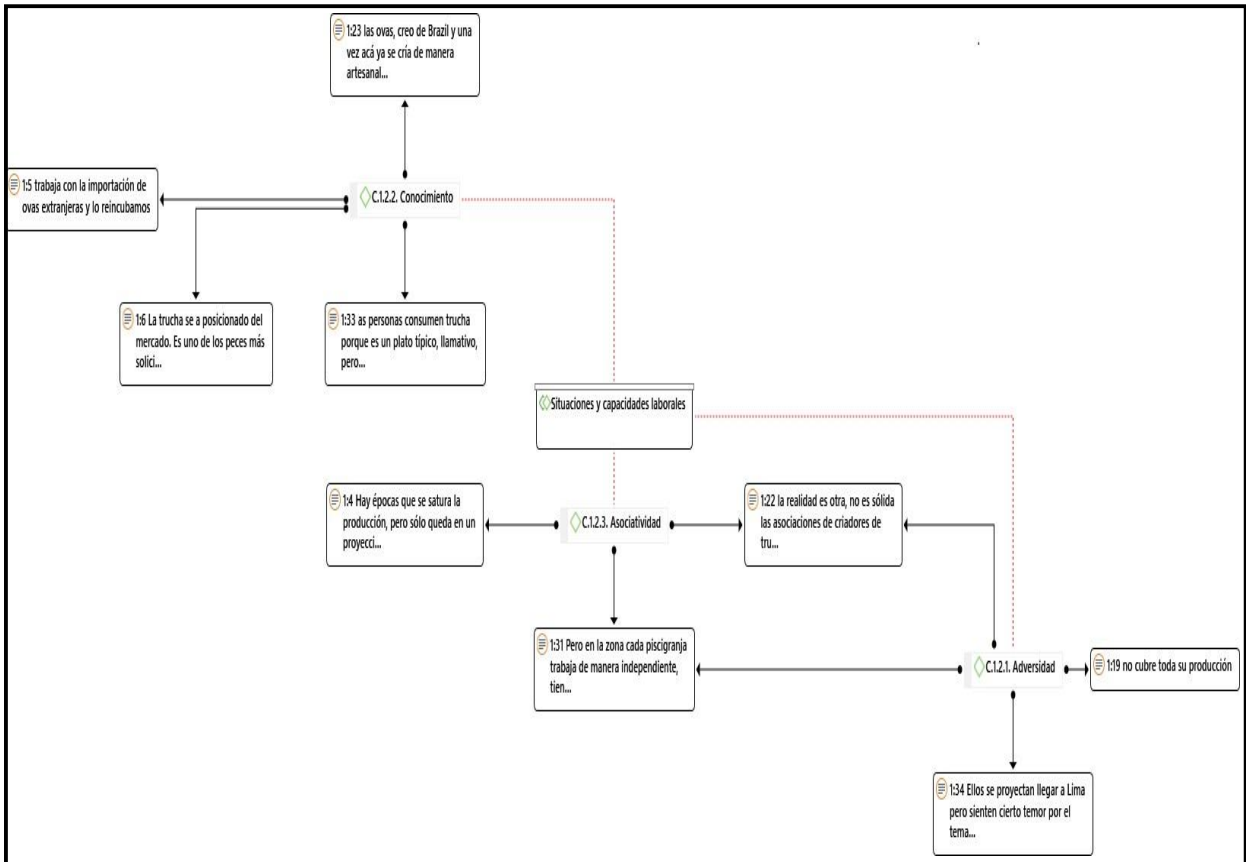 1:23 las ovas, creo de Brazil y una
vez acá ya se cría de manera
artesanal...
1:5 trabaja con la importación de
ovas extranjeras y lo reincubamos
C.1.2.2. Conocimiento
1:6 La trucha se a posicionado del
mercado. Es uno de los peces más
solici...
1:33 as personas consumen trucha
porque es un plato típico, llamativo,
pero...
Situaciones y capacidades laborales
1:4 Hay épocas que se satura la
producción, pero sólo queda en un
proyecci...
C.1.2.3. Asociatividad
1:22 la realidad es otra, no es sólida
las asociaciones de criadores de
tru...
1:31 Pero en la zona cada piscigranja
trabaja de manera independiente,
tien...
C.1.2.1. Adversidad
1:19 no cubre toda su producción
1:34 Ellos se proyectan llegar a Lima
pero sienten cierto temor por el
tema...